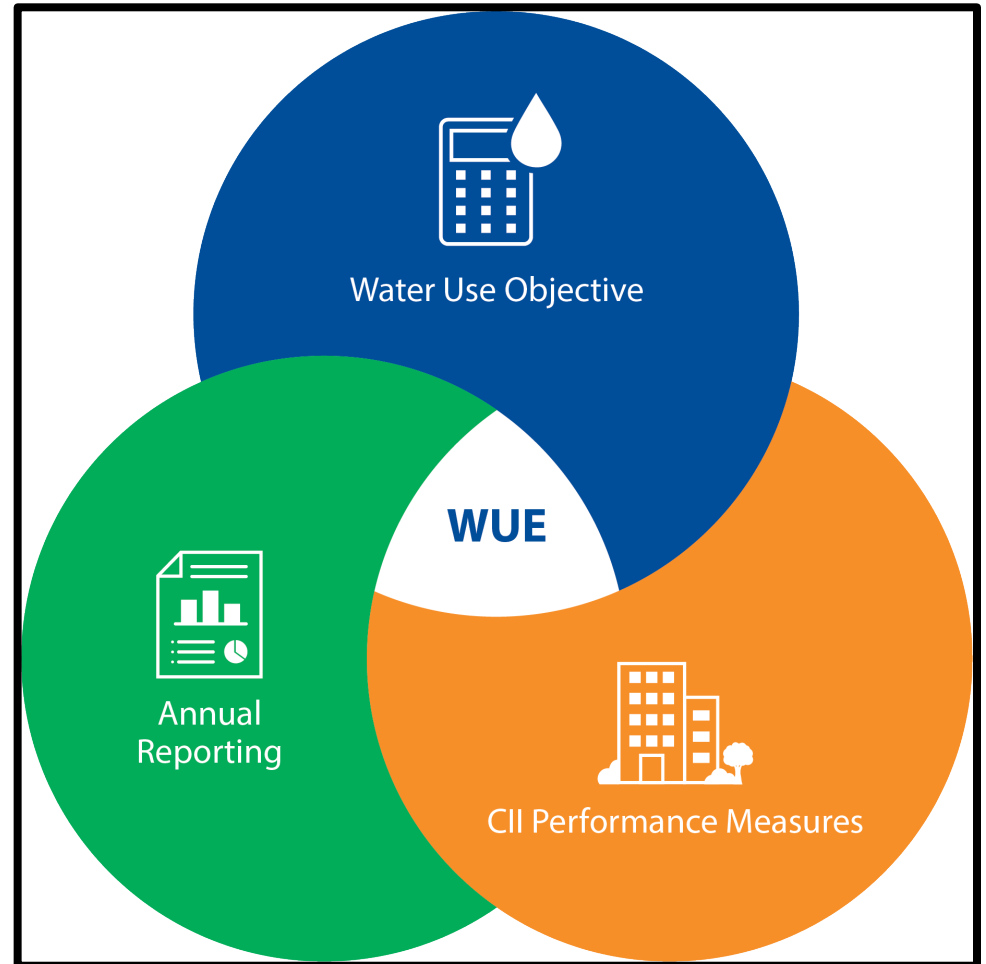 Water Use Objective
WUE
Annual
Reporting
CII Performance Measures